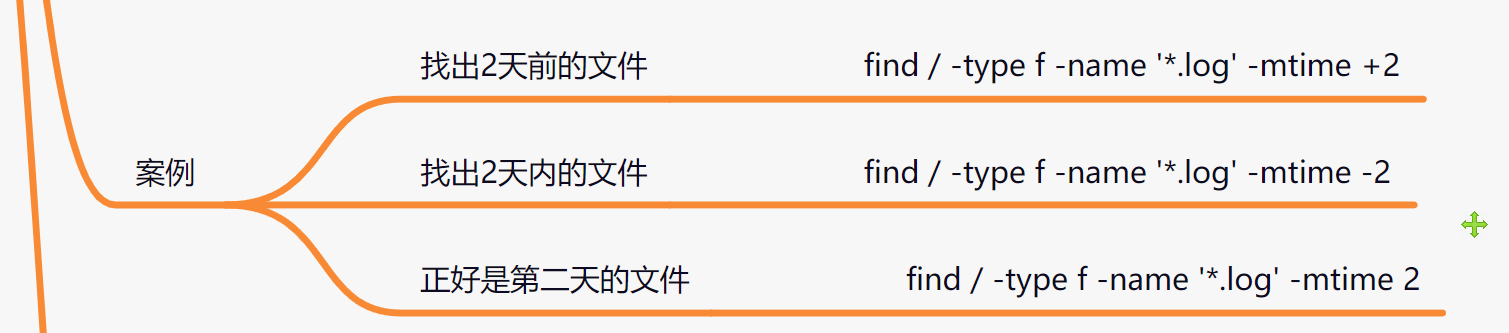 找出2天前的文件 find / -type f -name '*.log' -mtime +2
案例
找出2天内的文件 find / -type f -name '*.log' -mtime -2
正好是第二天的文件 find / -type f -name '*.log' -mtime 2